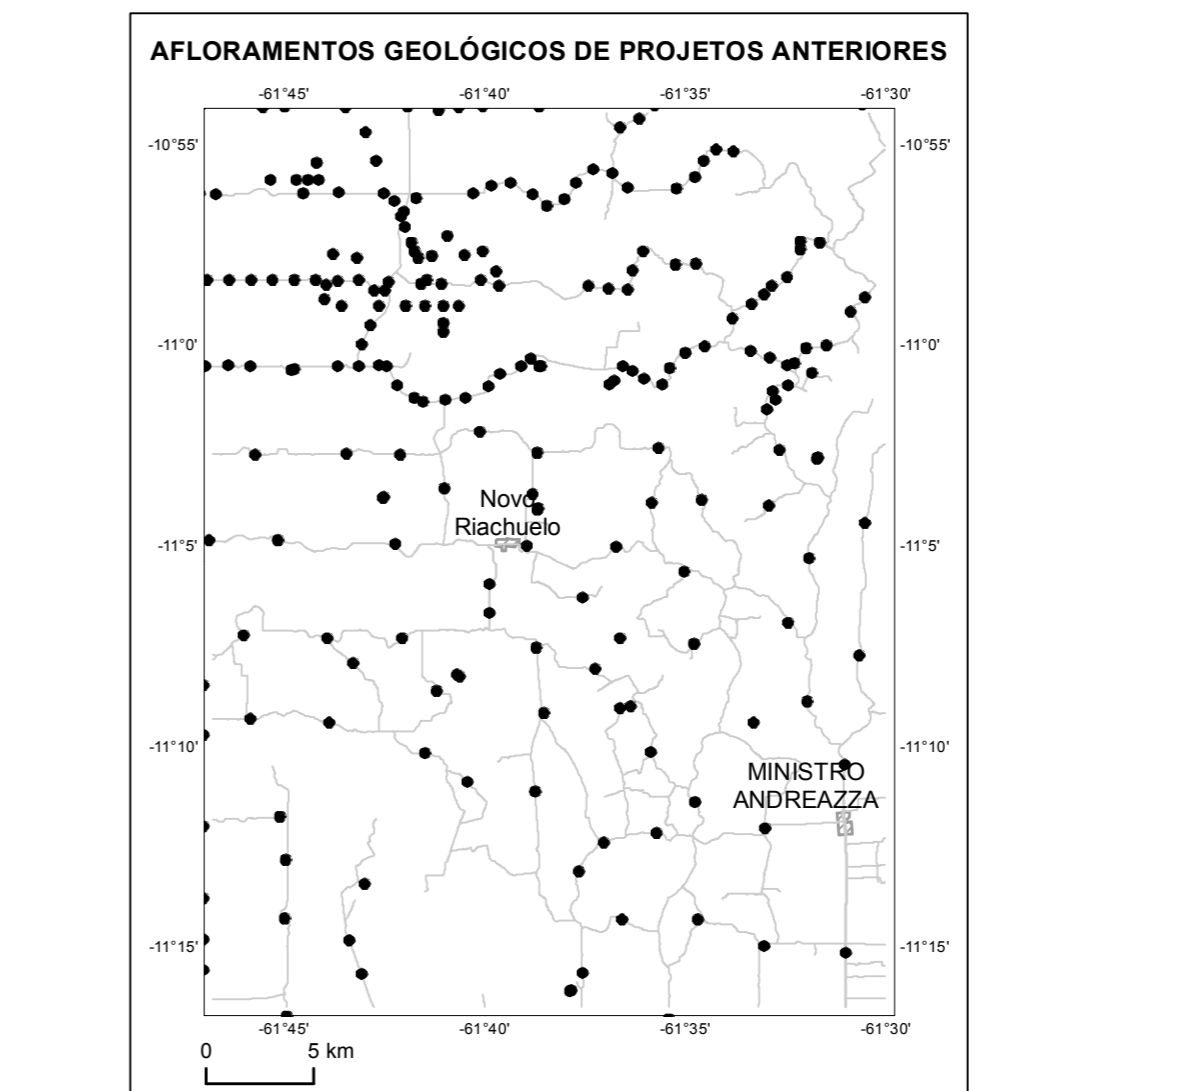 AFLORAMENTOS GEOLÓGICOS DE PROJETOS ANTERIORES
-61°45' -61°40' -61°35' -61°30'
-10°55' -10°55'
-11°0' -11°0'
Novo
Riachuelo
-11°5' -11°5'
-11°10' -11°10'
MINISTRO
ANDREAZZA
-11°15' -11°15'
-61°45' -61°40' -61°35' -61°30'
0 5 km